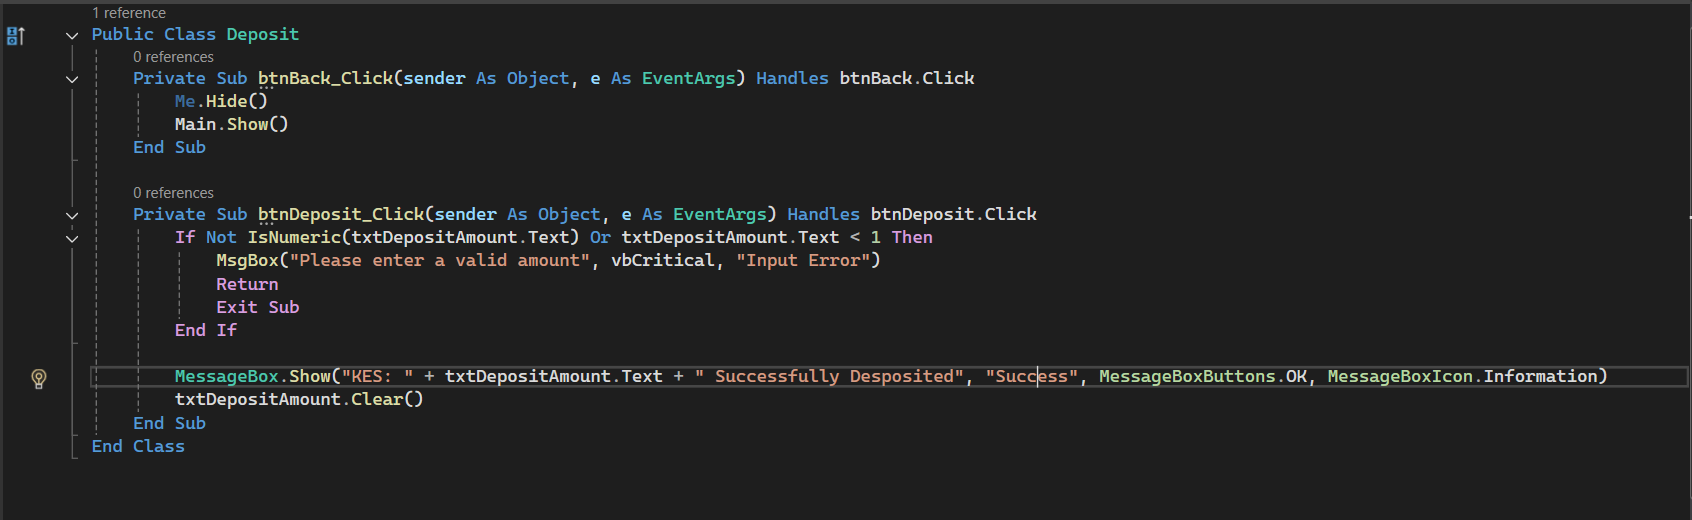 1 reference
Public Class Deposit
0 references
Private Sub btnBack_Click(sender As Object, e As EventArgs) Handles btnBack.Click
Me.Hide()
Main.Show()
End Sub
0 references
Private Sub btnDeposit_Click(sender As Object, e As EventArgs) Handles btnDeposit.Click
If Not IsNumeric(txtDepositAmount.Text) Or txtDepositAmount.Text < 1 Then
MsgBox("Please enter a valid amount", vbCritical, "Input Error")
Return
Exit Sub
End If
MessageBox.Show("KES: " + txtDepositAmount.Text + " Successfully Desposited", "Success", MessageBoxButtons.OK, MessageBoxIcon.Information)
txtDepositAmount.Clear()
End Sub
End Class